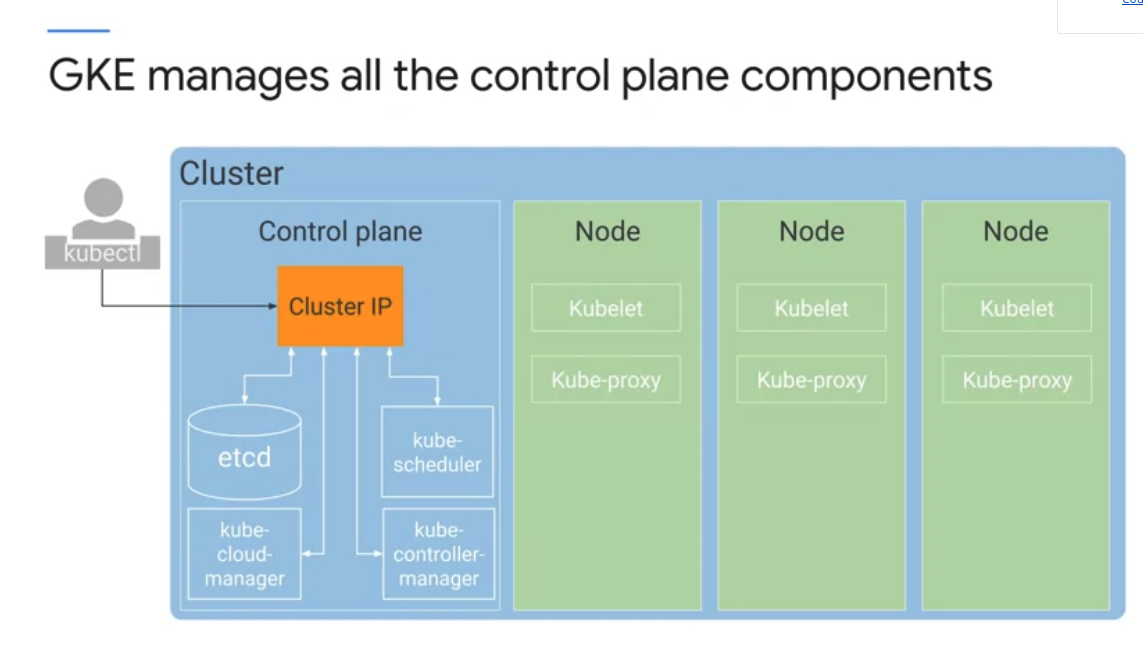 GKE manages all the control plane components
Cluster
kubectl
Control plane
Cluster IP
etcd
kube-
scheduler
kube-
cloud-
manager
kube-
controller-
manager
Node
Kubelet
Kube-proxy
Node
Kubelet
Kube-proxy
Node
Kubelet
Kube-proxy